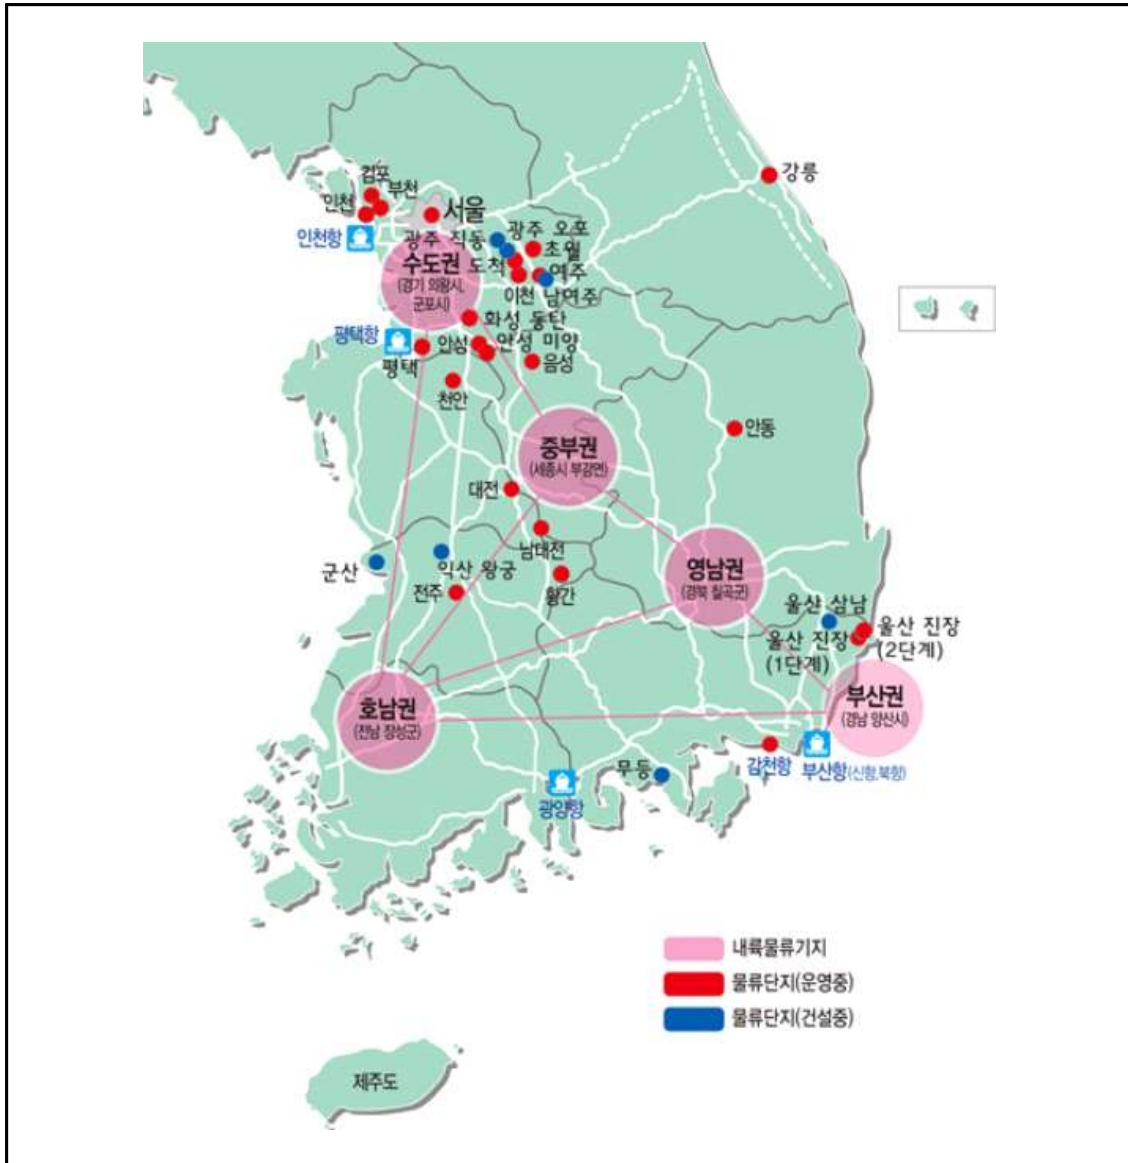 강릉
김포
부천
인천
서울
인천항
광주 오포
광주 직동
초월
도척
여주
이천 남여주
수도권
(경기 의왕시,
군포시)
화성 동탄
평택항
안성
안성 미양
평택
음성
천안
안동
중부권
(세종시 부강면)
대전
남대전
황간
군산
익산 왕궁
전주
영남권
(경북 칠곡군)
울산 삼남
울산 진장
(1단계)
울산 진장
(2단계)
부산권
(경남 양산시)
호남권
(전남 장성군)
무등
감천항
부산항(신항,북항)
광양항
내륙물류기지
물류단지(운영중)
물류단지(건설중)
제주도